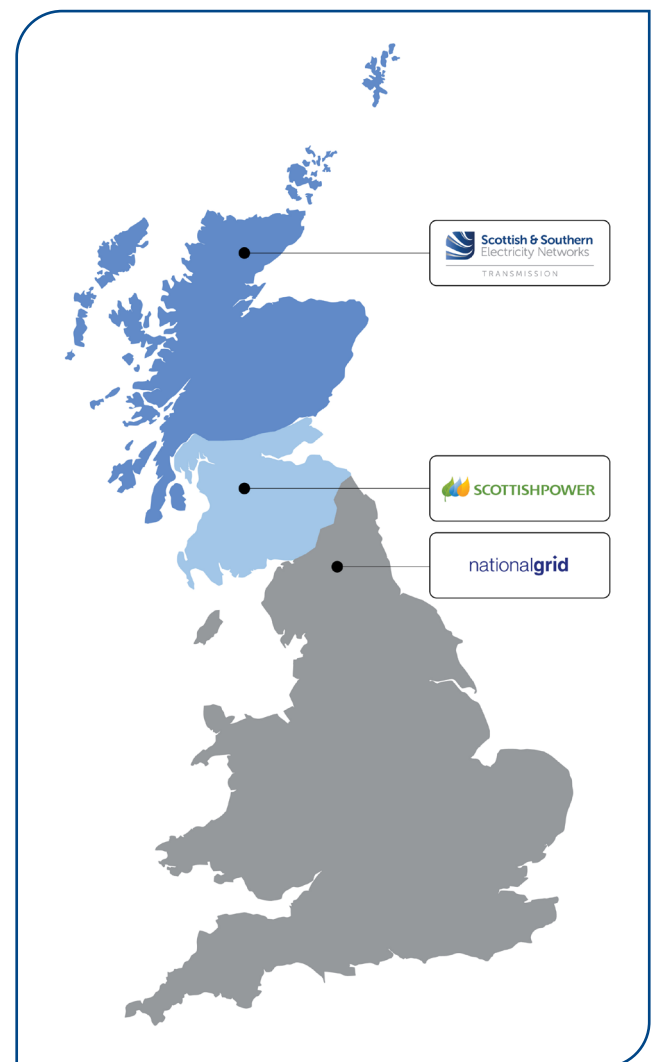 Scottish & Southern
Electricity Networks
TRANSMISSION
SCOTTISHPOWER
nationalgrid